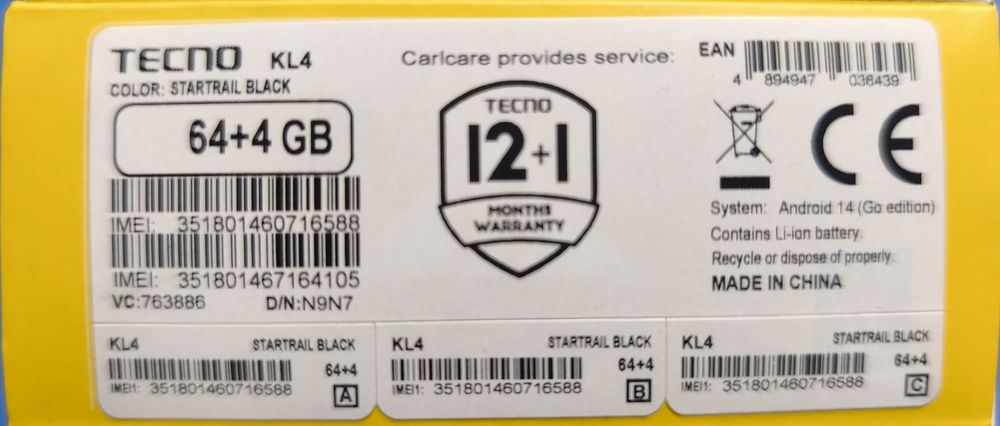 TECNO KL4
COLOR: STARTRAIL BLACK
64+4 GB
IMEI: 351801460716588
IMEI: 351801467164105
VC:763886 D/N:N9N7
Carlcare provides service:
TECNO
12+1
MONTHS
WARRANTY
EAN
4 894947 036439
CE
System: Android 14 (Go edition)
Contains Li-ion battery.
Recycle or dispose of properly.
MADE IN CHINA
KL4 STARTRAIL BLACK
64+4
IMEI1: 351801460716588
A
KL4 STARTRAIL BLACK
64+4
IMEI1: 351801460716588
B
KL4 STARTRAIL BLACK
64+4
IMEI1: 351801460716588
C